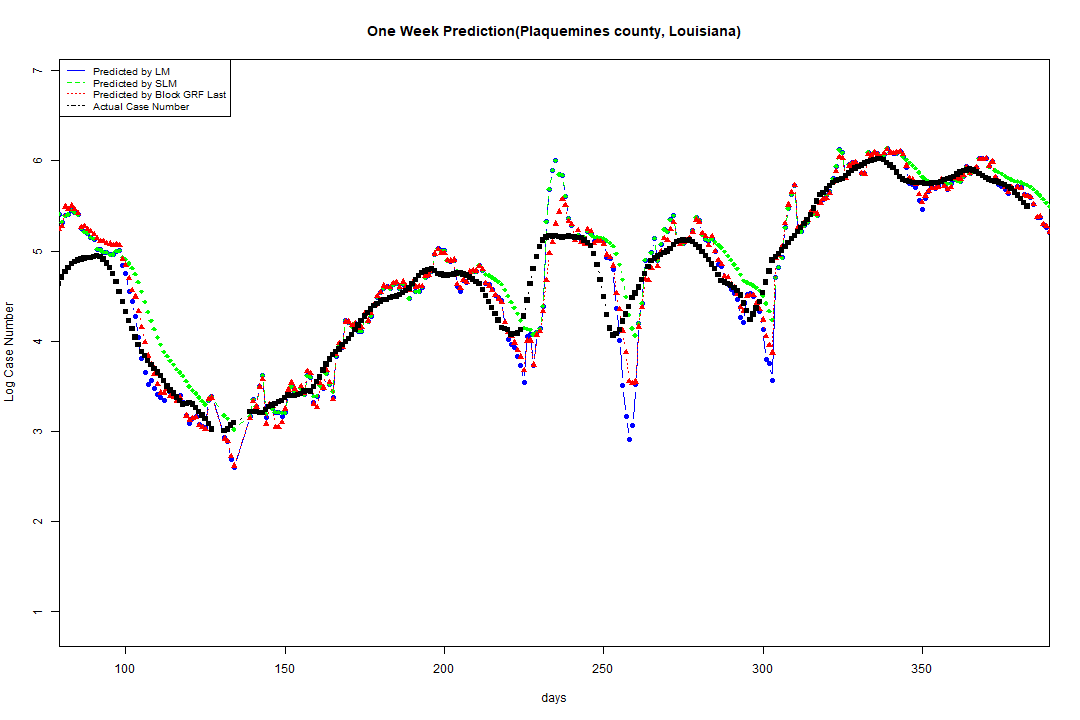 One Week Prediction(Plaquemines county, Louisiana)
Predicted by LM
Predicted by SLM
Predicted by Block GRF Last
Actual Case Number
7
6
5
4
3
2
1
Log Case Number
100 150 200 250 300 350
days